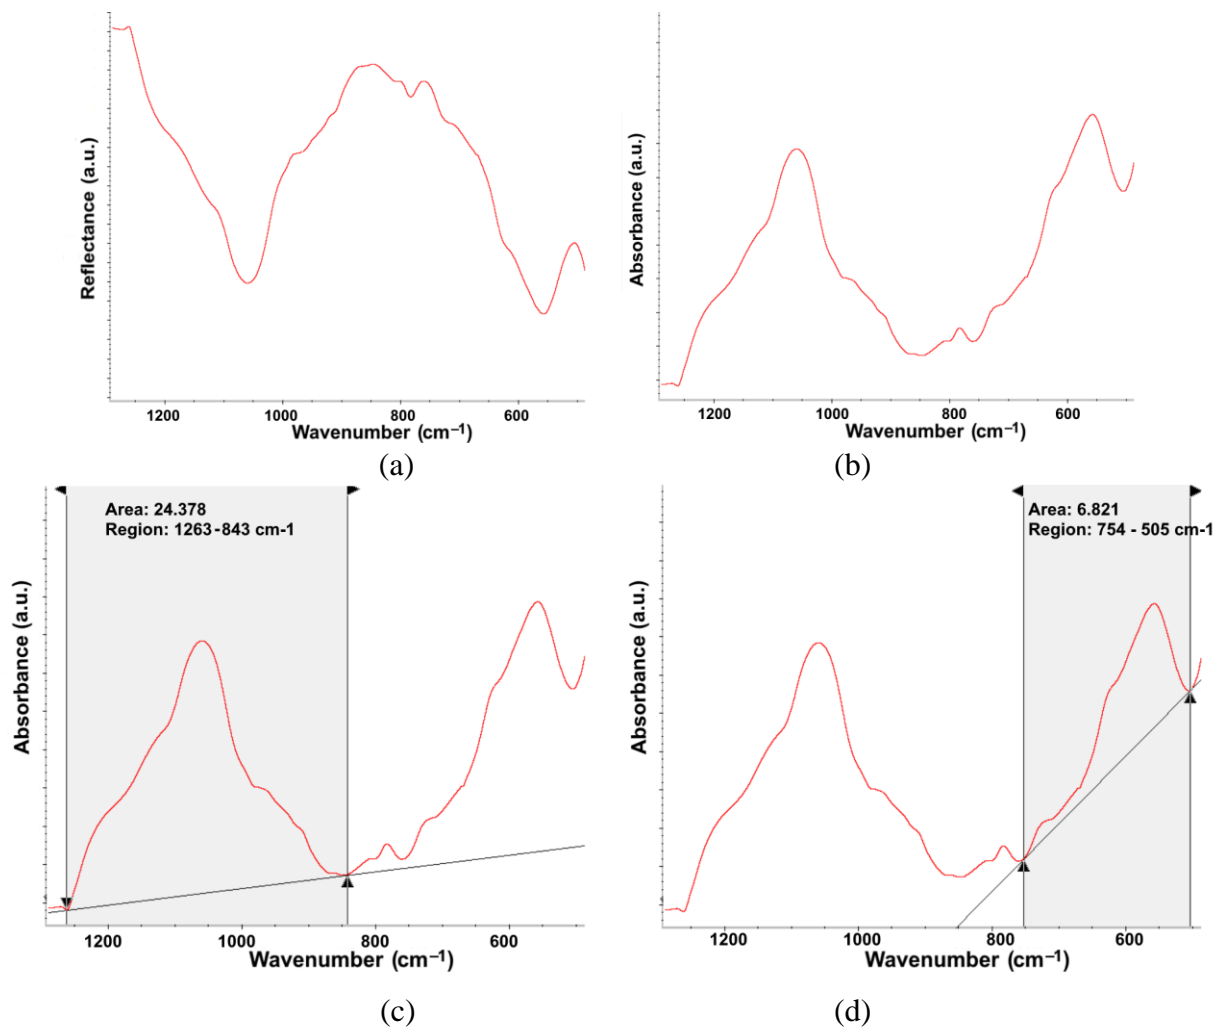 Reflectance (a.u.)
1200 1000 800 600
Wavenumber (cm⁻¹)
(a)
Absorbance (a.u.)
1200 1000 800 600
Wavenumber (cm⁻¹)
(b)
Area: 24.378
Region: 1263-843 cm-1
Absorbance (a.u.)
1200 1000 800 600
Wavenumber (cm⁻¹)
(c)
Area: 6.821
Region: 754 - 505 cm-1
Absorbance (a.u.)
1200 1000 800 600
Wavenumber (cm⁻¹)
(d)